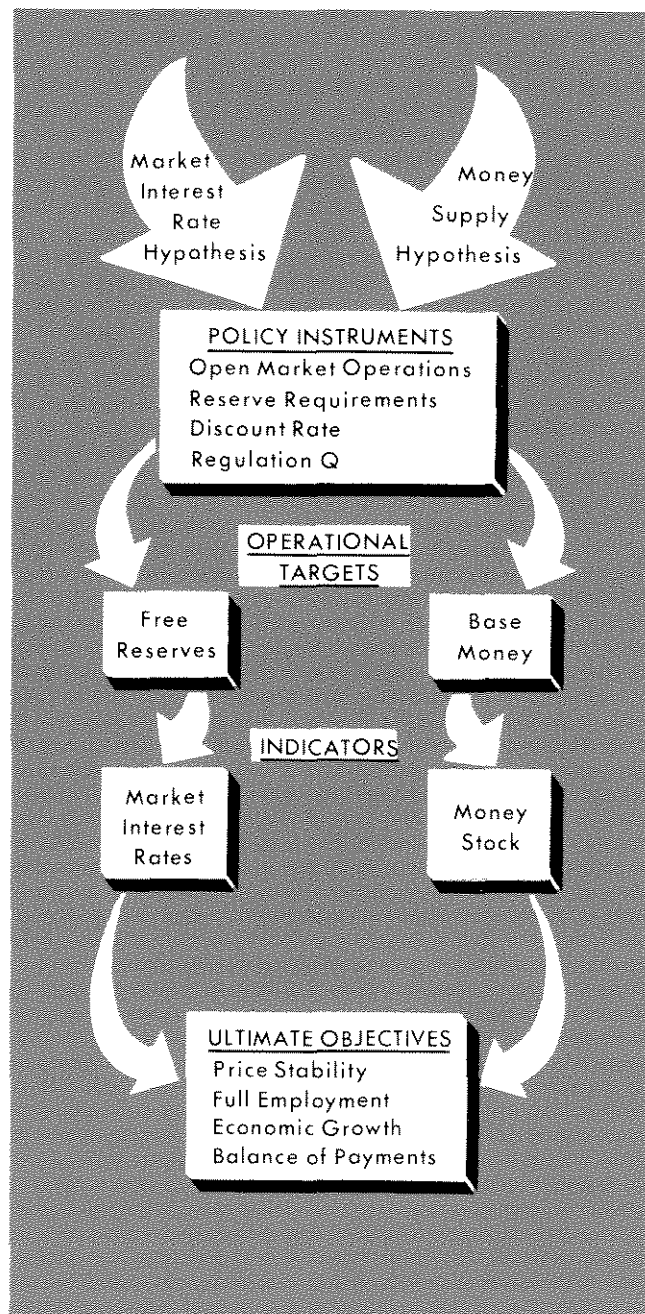 Market
Interest
Rate
Hypothesis
Money
Supply
Hypothesis
POLICY INSTRUMENTS
Open Market Operations
Reserve Requirements
Discount Rate
Regulation Q
OPERATIONAL
TARGETS
Free
Reserves
Base
Money
INDICATORS
Market
Interest
Rates
Money
Stock
ULTIMATE OBJECTIVES
Price Stability
Full Employment
Economic Growth
Balance of Payments